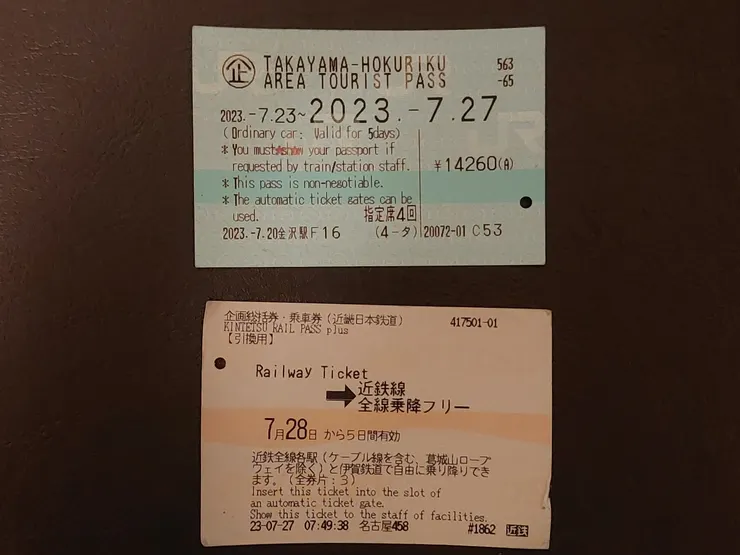 企 TAKAYAMA-HOKURIKU 563
AREA TOURIST PASS -65
2023.-7.23~2023.-7.27
(Ordinary car: Valid for 5days)
* You must show your passport if
requested by train/station staff. ¥14260(A)
* This pass is non-negotiable.
* The automatic ticket gates can be
used. 指定席4回
2023.-7.20金沢駅F16 (4-タ) 20072-01 C53
企画総括券・乗車券(近畿日本鉄道) 417501-01
KINTETSU RAIL PASS plus
【引換用】
Railway Ticket
➡近鉄線
全線乗降フリー
7月28日 から5日間有効
近鉄全線各駅(ケーブル線を含む、葛城山ロープ
ウェイを除く)と伊賀鉄道で自由に乗り降りでき
ます。(全券片:3)
Insert this ticket into the slot of
an automatic ticket gate.
Show this ticket to the staff of facilities.
23-07-27 07:49:38 名古屋458 #1862 近鉄